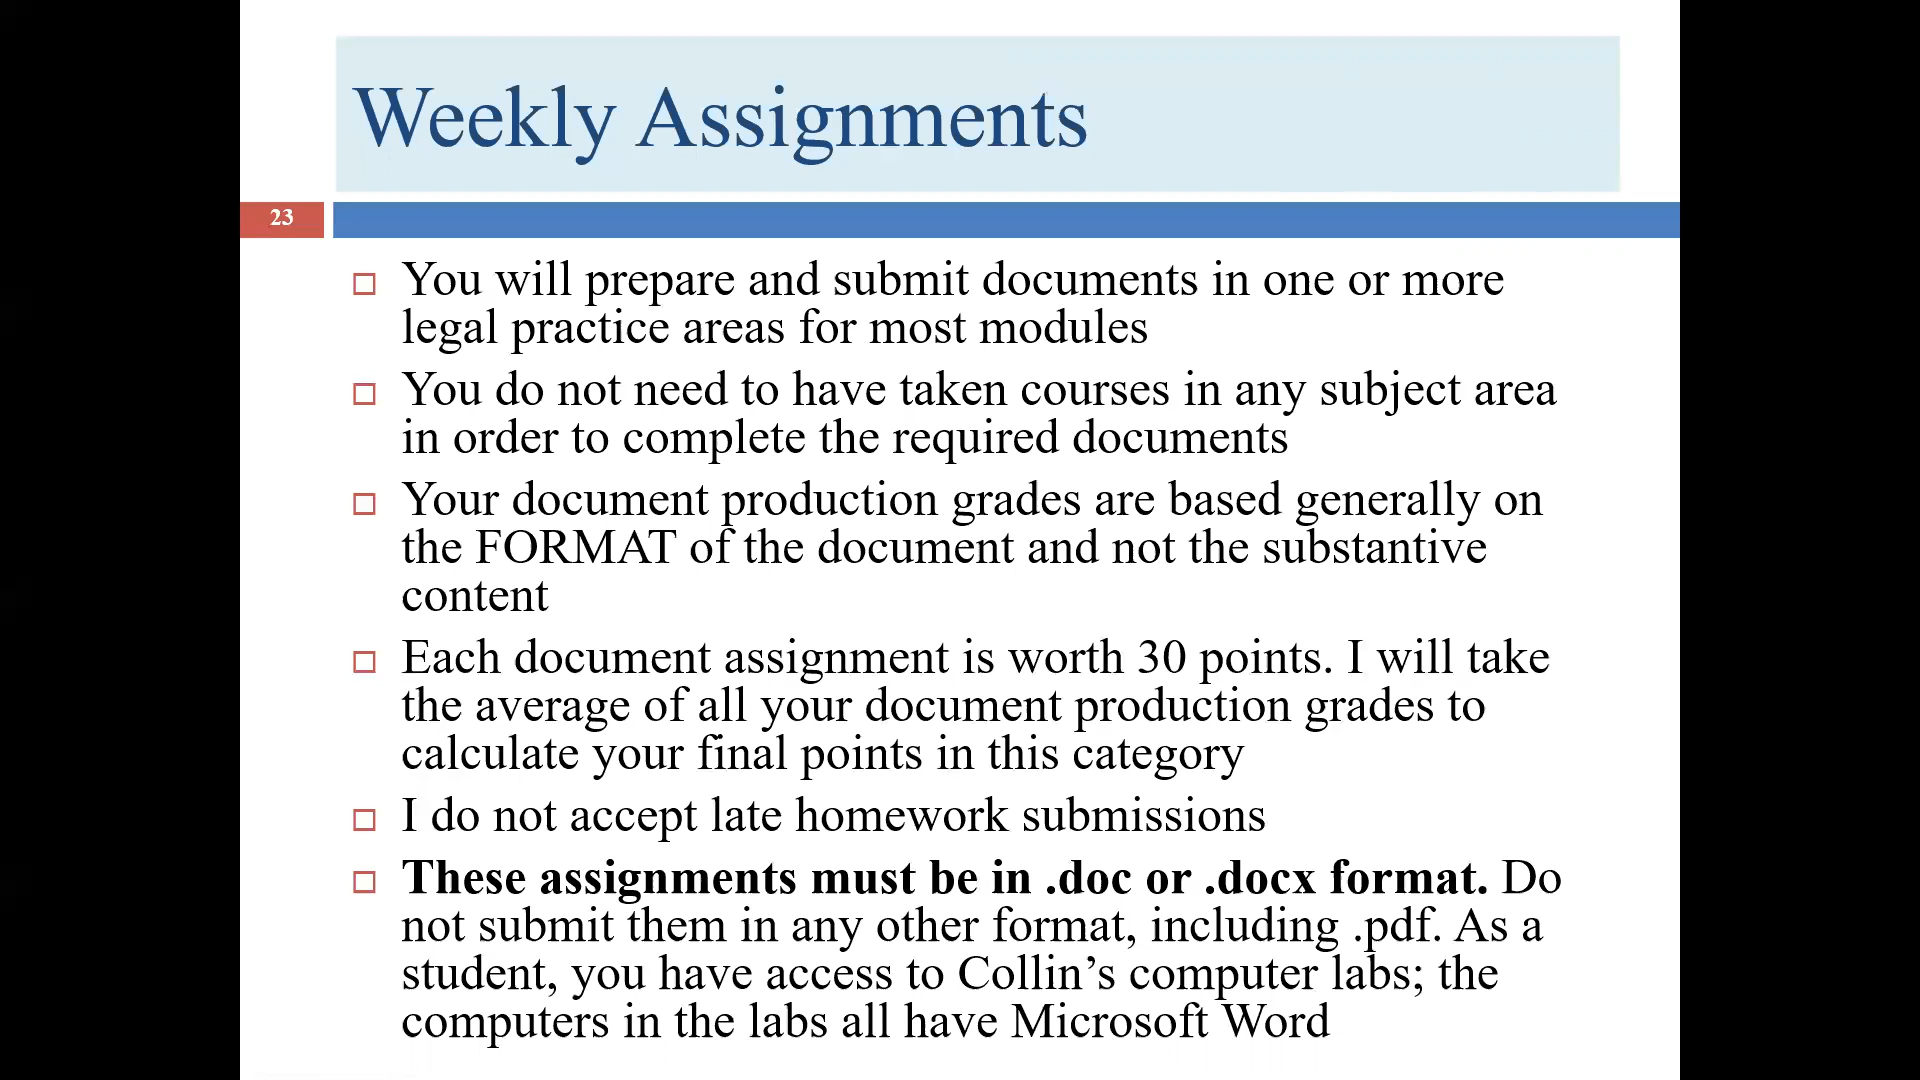 Weekly Assignments
23
You will prepare and submit documents in one or more
legal practice areas for most modules
You do not need to have taken courses in any subject area
in order to complete the required documents
Your document production grades are based generally on
the FORMAT of the document and not the substantive
content
Each document assignment is worth 30 points. I will take
the average of all your document production grades to
calculate your final points in this category
I do not accept late homework submissions
These assignments must be in .doc or .docx format. Do
not submit them in any other format, including .pdf. As a
student, you have access to Collin’s computer labs; the
computers in the labs all have Microsoft Word